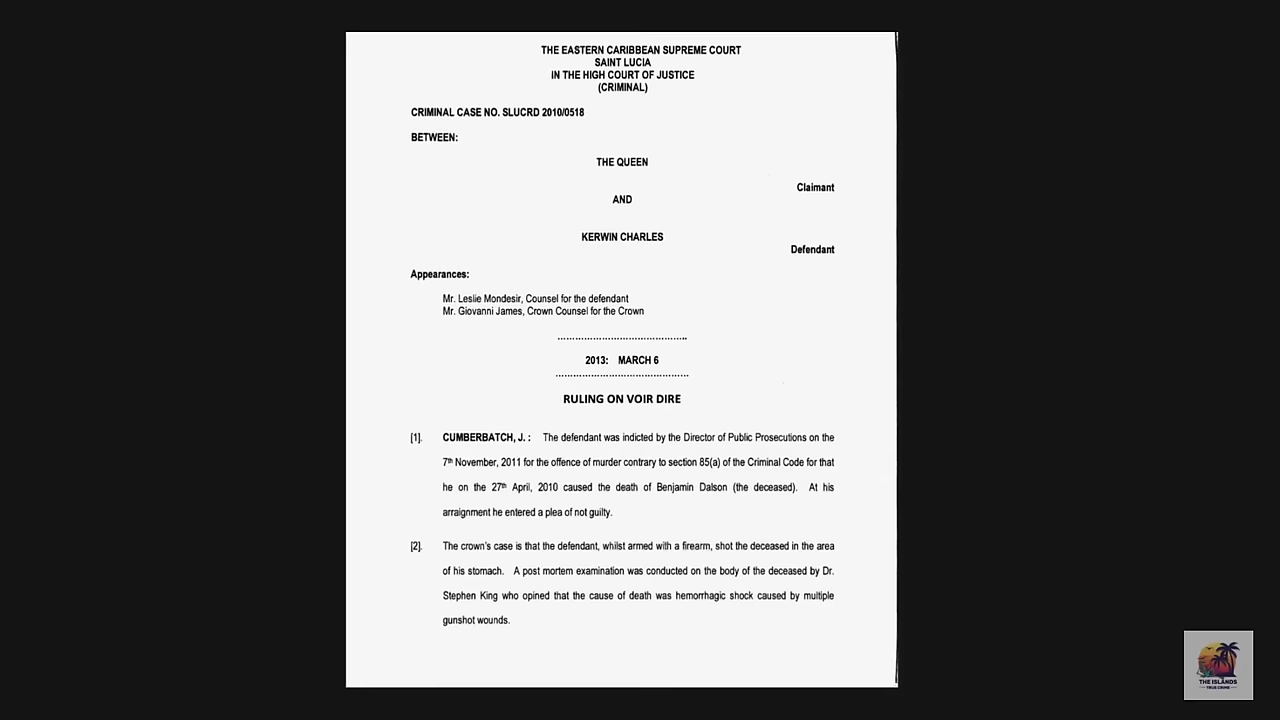 THE EASTERN CARIBBEAN SUPREME COURT
SAINT LUCIA
IN THE HIGH COURT OF JUSTICE
(CRIMINAL)
CRIMINAL CASE NO. SLUCRD 2010/0518
BETWEEN:
THE QUEEN
Claimant
AND
KERWIN CHARLES
Defendant
Appearances:
Mr. Leslie Mondesir, Counsel for the defendant
Mr. Giovanni James, Crown Counsel for the Crown
........................................
2013: MARCH 6
........................................
RULING ON VOIR DIRE
[1]. CUMBERBATCH, J. : The defendant was indicted by the Director of Public Prosecutions on the
7th November, 2011 for the offence of murder contrary to section 85(a) of the Criminal Code for that
he on the 27th April, 2010 caused the death of Benjamin Dalson (the deceased). At his
arraignment he entered a plea of not guilty.
[2]. The crown's case is that the defendant, whilst armed with a firearm, shot the deceased in the area
of his stomach. A post mortem examination was conducted on the body of the deceased by Dr.
Stephen King who opined that the cause of death was hemorrhagic shock caused by multiple
gunshot wounds.
THE ISLANDS
TRUE CRIME